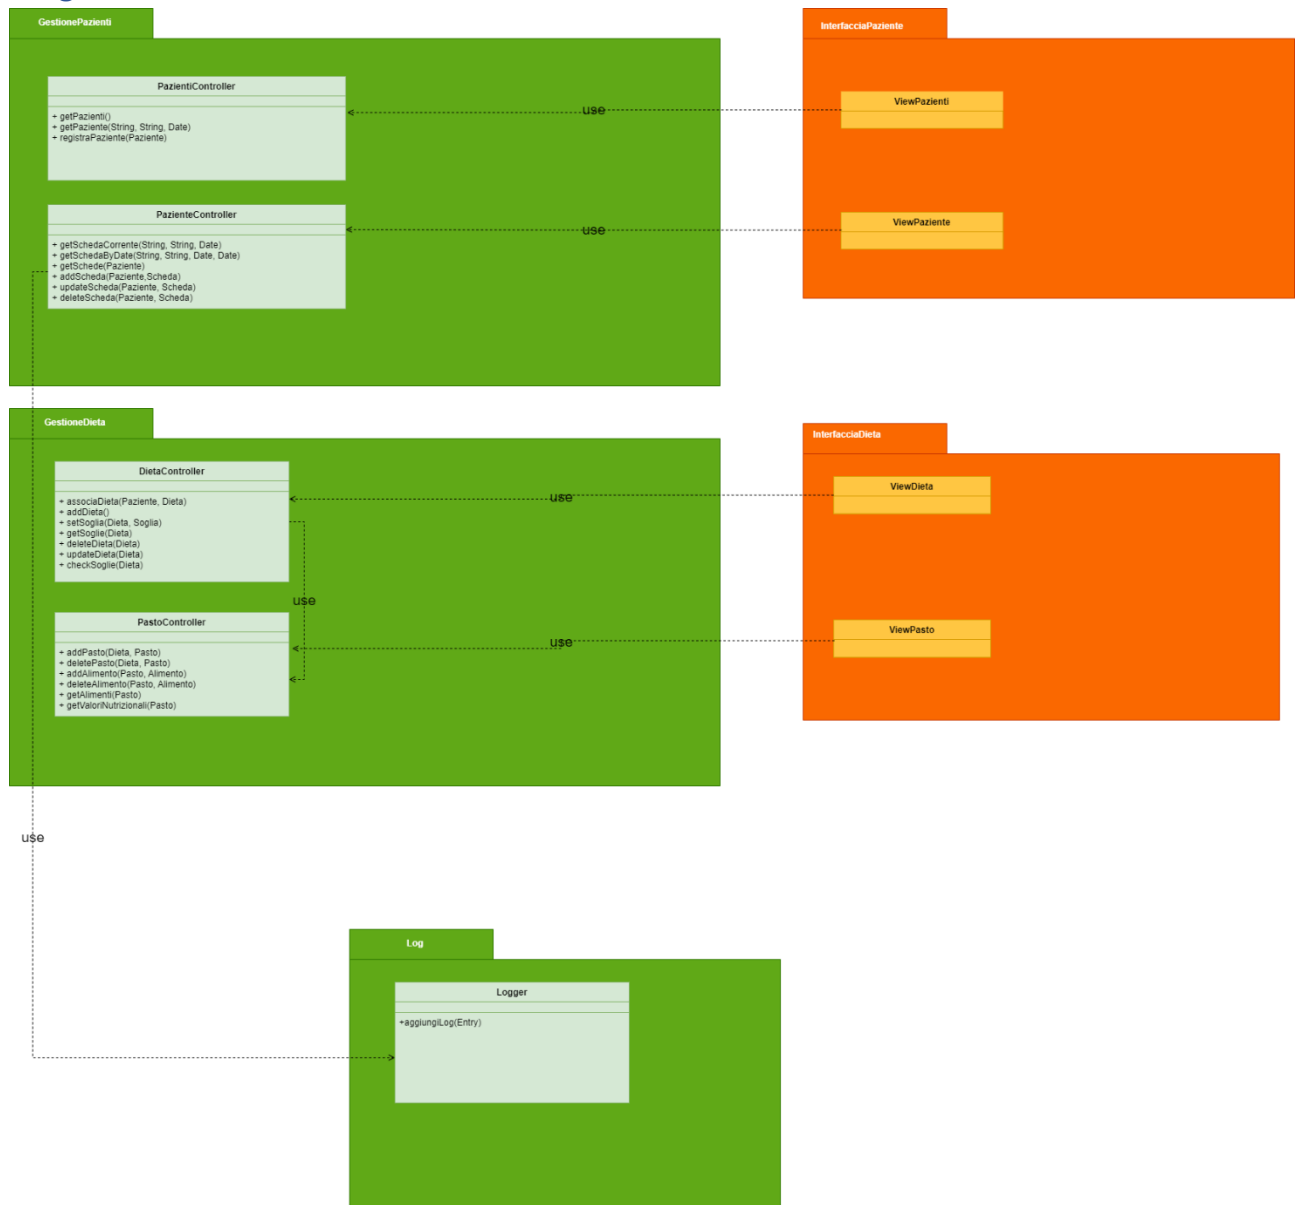 GestionePazienti
PazientiController
+ getPazienti()
+ getPaziente(String, String, Date)
+ registraPaziente(Paziente)
PazienteController
+ getSchedaCorrente(String, String, Date)
+ getSchedaByDate(String, String, Date, Date)
+ getSchede(Paziente)
+ addScheda(Paziente,Scheda)
+ updateScheda(Paziente, Scheda)
+ deleteScheda(Paziente, Scheda)
use
use
InterfacciaPaziente
ViewPazienti
ViewPaziente
GestioneDieta
DietaController
+ associaDieta(Paziente, Dieta)
+ addDieta()
+ setSoglia(Dieta, Soglia)
+ getSoglie(Dieta)
+ deleteDieta(Dieta)
+ updateDieta(Dieta)
+ checkSoglie(Dieta)
use
PastoController
+ addPasto(Dieta, Pasto)
+ deletePasto(Dieta, Pasto)
+ addAlimento(Pasto, Alimento)
+ deleteAlimento(Pasto, Alimento)
+ getAlimenti(Pasto)
+ getValoriNutrizionali(Pasto)
use
use
InterfacciaDieta
ViewDieta
ViewPasto
use
Log
Logger
+aggiungiLog(Entry)